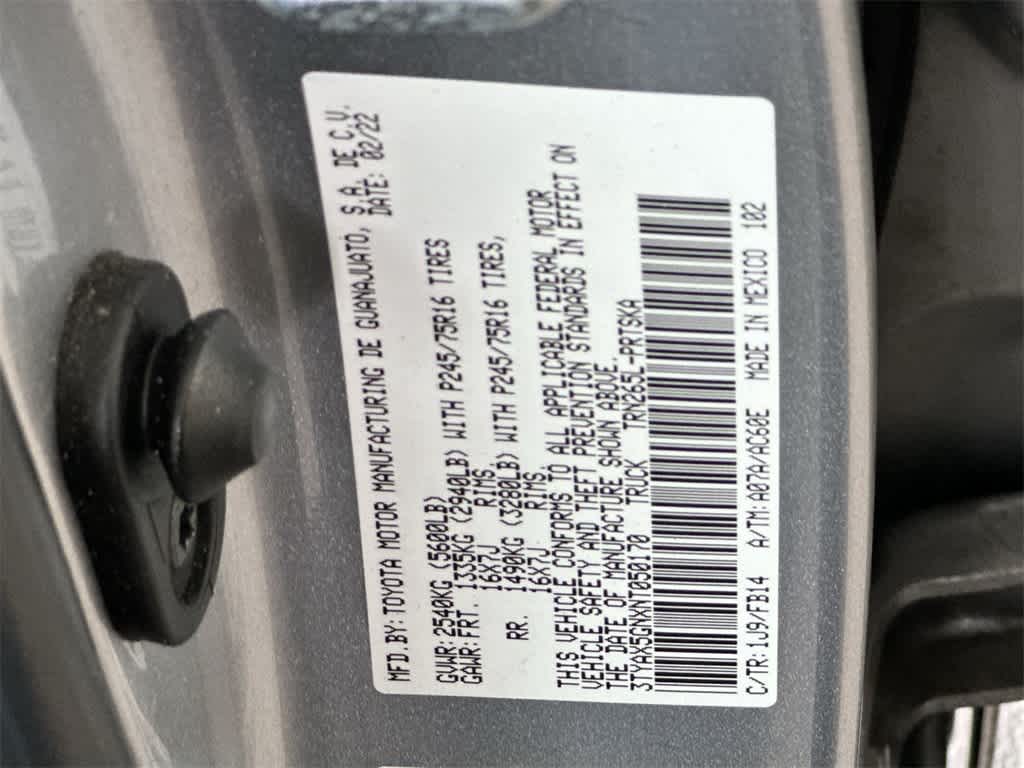 MFD.BY:TOYOTA MOTOR MANUFACTURING DE GUANAJUATO, S.A. DE C.V.
DATE: 02/22
GVWR:2540KG (5600LB)
GAWR:FRT. 1335KG (2940LB) WITH P245/75R16 TIRES
16X7J RIMS,
RR. 1490KG (3280LB) WITH P245/75R16 TIRES,
16X7J RIMS.
THIS VEHICLE CONFORMS TO ALL APPLICABLE FEDERAL MOTOR
VEHICLE SAFETY AND THEFT PREVENTION STANDARDS IN EFFECT ON
THE DATE OF MANUFACTURE SHOWN ABOVE.
3TYAX5GNXNT050170 TRUCK TRN265L-PRTSKA
C/TR:1J9/FB14 A/TM:A07A/AC60E MADE IN MEXICO 102